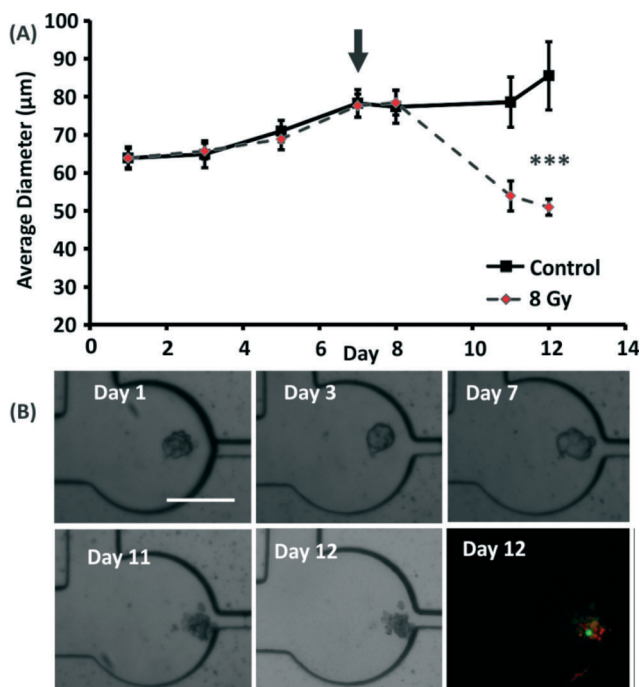 (A)
100
90
80
70
60
50
40
30
20
Average Diameter (μm)
***
Control
8 Gy
0 2 4 6 8 10 12 14
Day
(B)
Day 1
Day 3
Day 7
Day 11
Day 12
Day 12